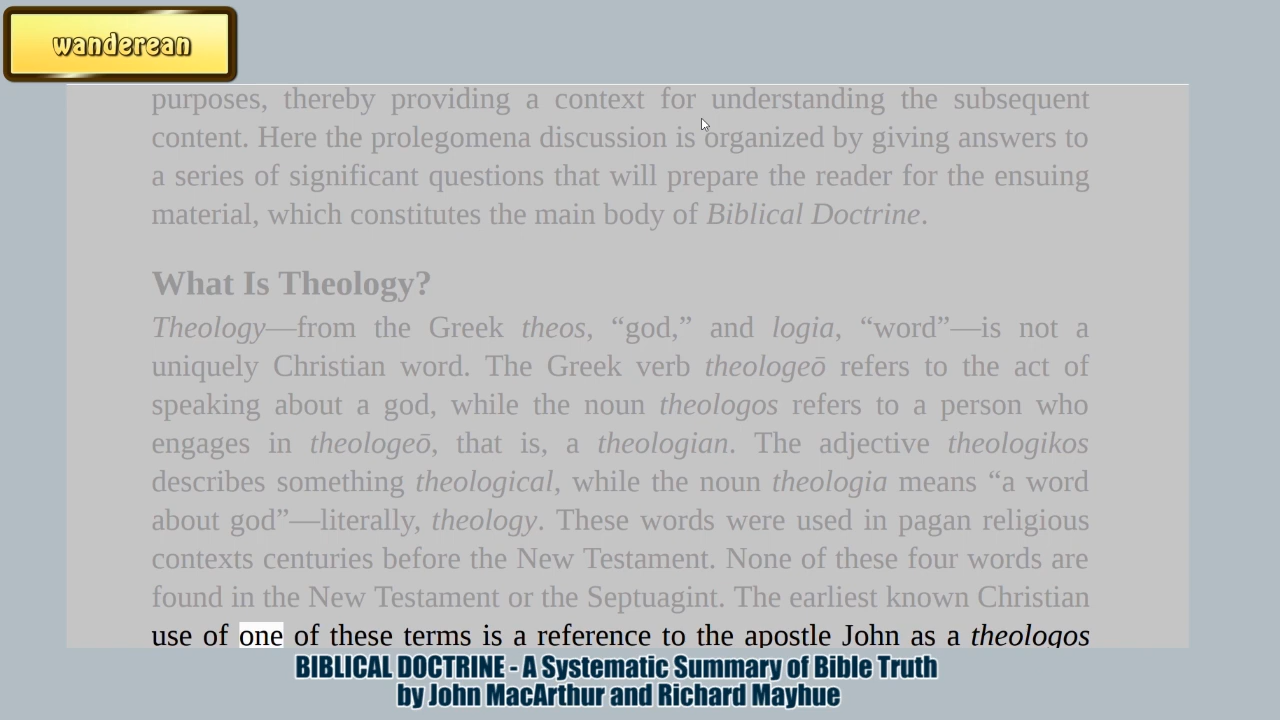 wanderean
purposes, thereby providing a context for understanding the subsequent
content. Here the prolegomena discussion is organized by giving answers to
a series of significant questions that will prepare the reader for the ensuing
material, which constitutes the main body of Biblical Doctrine.
What Is Theology?
Theology—from the Greek theos, “god,” and logia, “word”—is not a
uniquely Christian word. The Greek verb theologeō refers to the act of
speaking about a god, while the noun theologos refers to a person who
engages in theologeō, that is, a theologian. The adjective theologikos
describes something theological, while the noun theologia means “a word
about god”—literally, theology. These words were used in pagan religious
contexts centuries before the New Testament. None of these four words are
found in the New Testament or the Septuagint. The earliest known Christian
use of one of these terms is a reference to the apostle John as a theologos
BIBLICAL DOCTRINE - A Systematic Summary of Bible Truth
by John MacArthur and Richard Mayhue